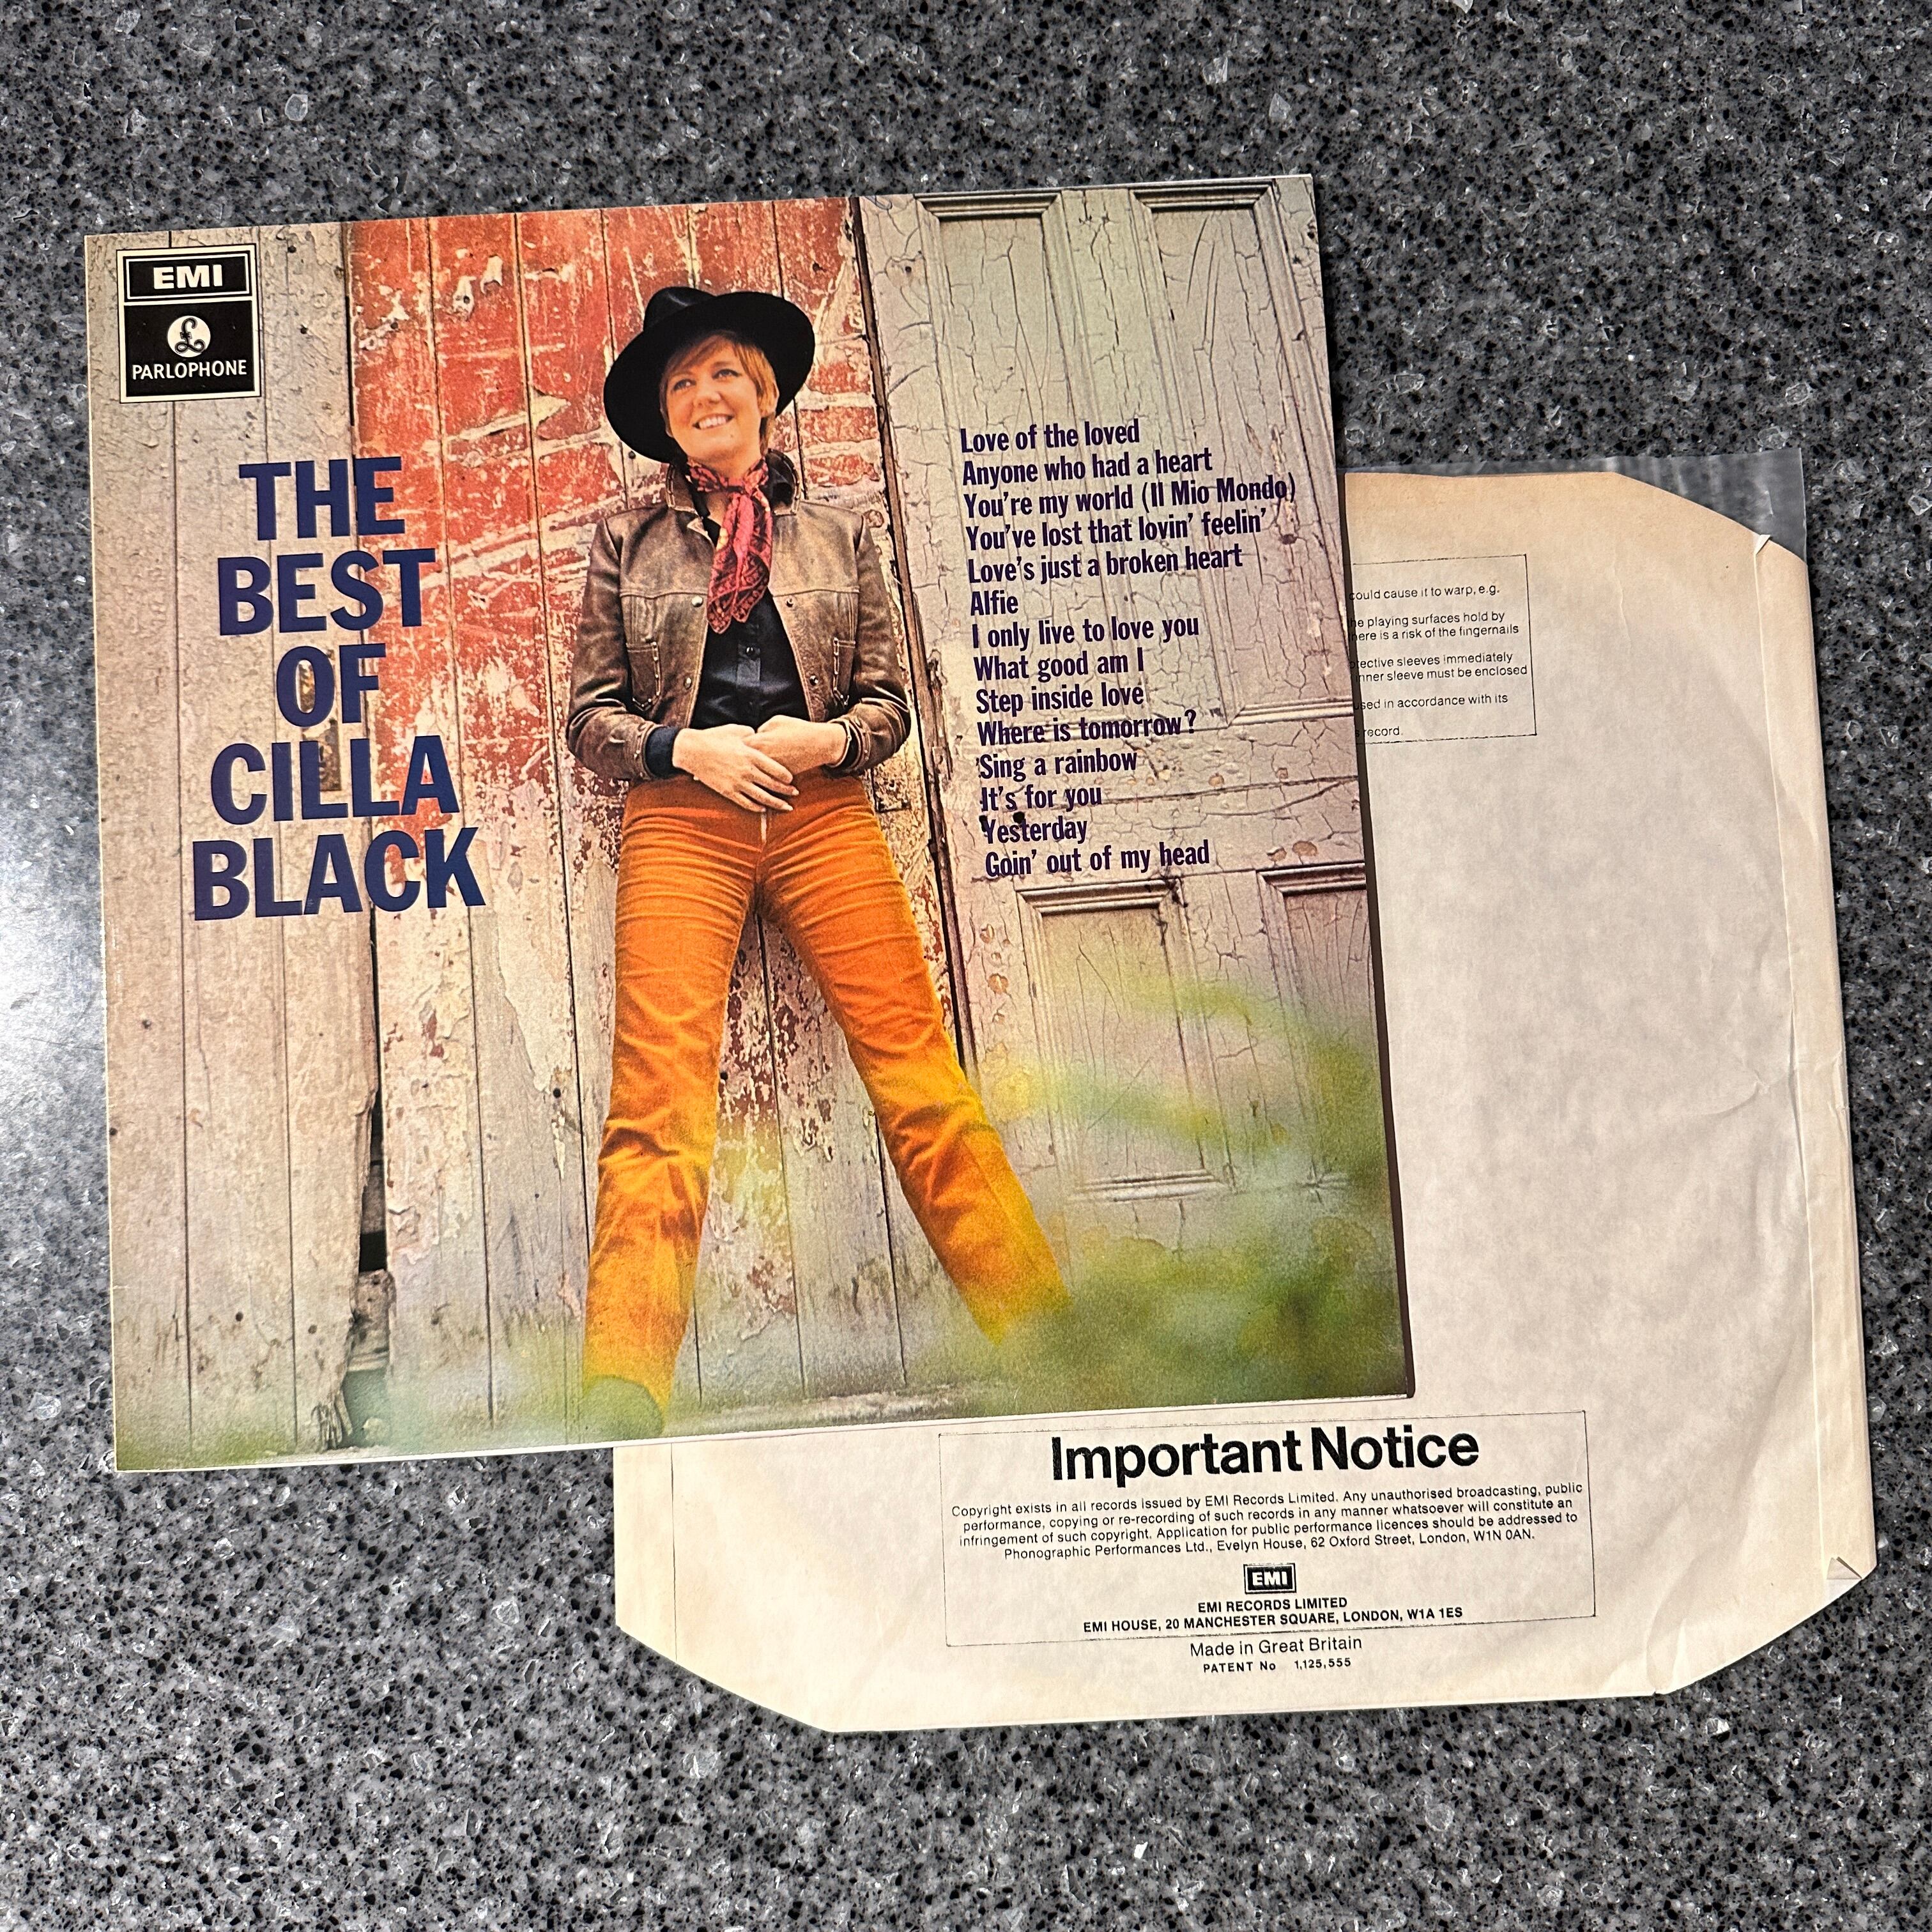 EMI
PARLOPHONE
THE
BEST
OF
CILLA
BLACK
Love of the loved
Anyone who had a heart
You're my world (Il Mio Mondo)
You've lost that lovin' feelin'
Love's just a broken heart
Alfie
I only live to love you
What good am I
Step inside love
Where is tomorrow?
Sing a rainbow
It's for you
Yesterday
Goin' out of my head
could cause it to warp, e.g.
playing surfaces hold by
here is a risk of the fingernails
sleeves immediately
inner sleeve must be enclosed
used in accordance with its
record.
Important Notice
Copyright exists in all records issued by EMI Records Limited. Any unauthorised broadcasting, public
performance, copying or re-recording of such records in any manner whatsoever will constitute an
infringement of such copyright. Application for public performance licences should be addressed to
Phonographic Performances Ltd., Evelyn House, 62 Oxford Street, London, W1N 0AN.
EMI
EMI RECORDS LIMITED
EMI HOUSE, 20 MANCHESTER SQUARE, LONDON, W1A 1ES
Made in Great Britain
PATENT No 1,125,555